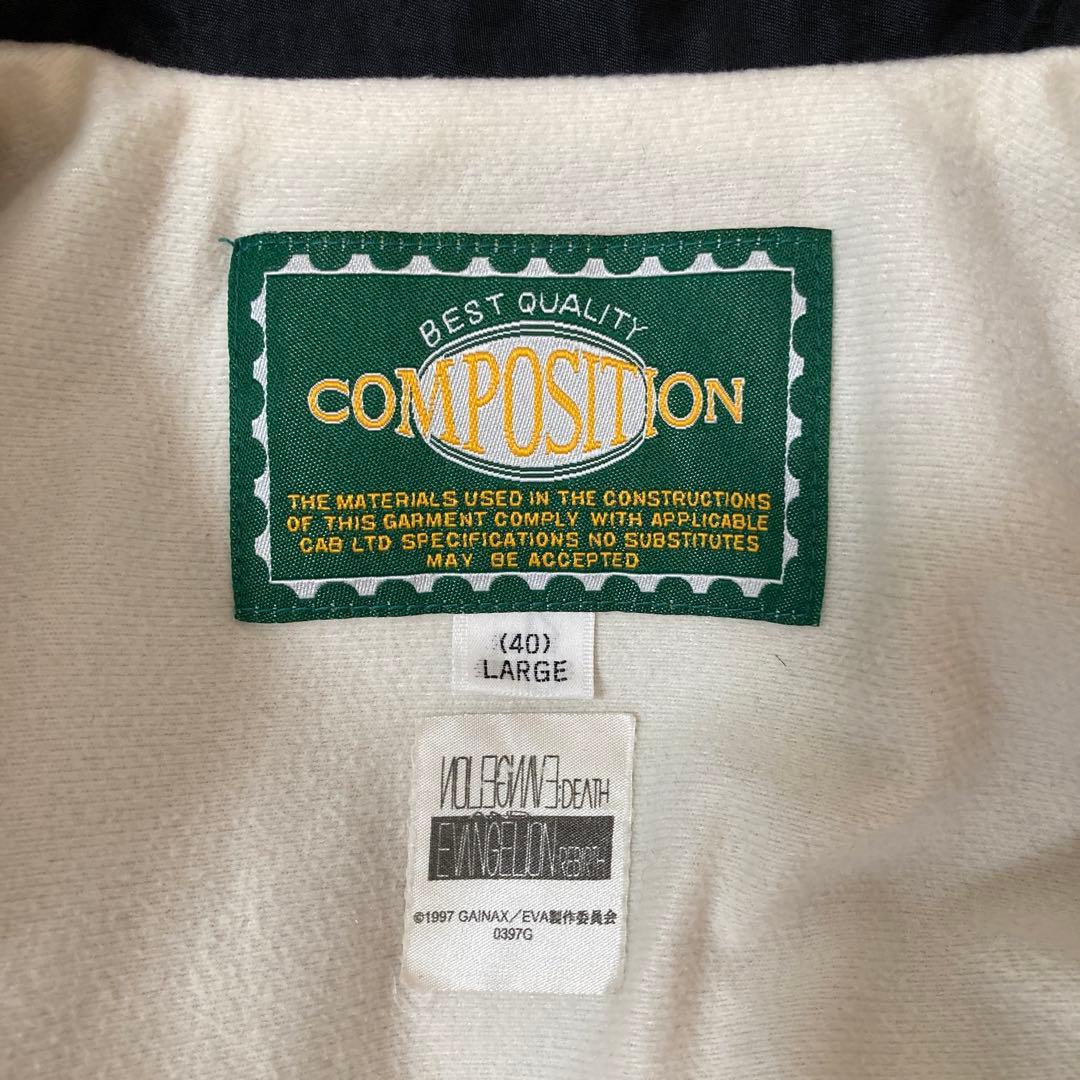 BEST QUALITY
COMPOSITION
THE MATERIALS USED IN THE CONSTRUCTIONS
OF THIS GARMENT COMPLY WITH APPLICABLE
CAB LTD SPECIFICATIONS NO SUBSTITUTES
MAY BE ACCEPTED
(40)
LARGE
EVANGELION:DEATH
AND
EVANGELION REBIRTH
©1997 GAINAX/EVA製作委員会
0397G